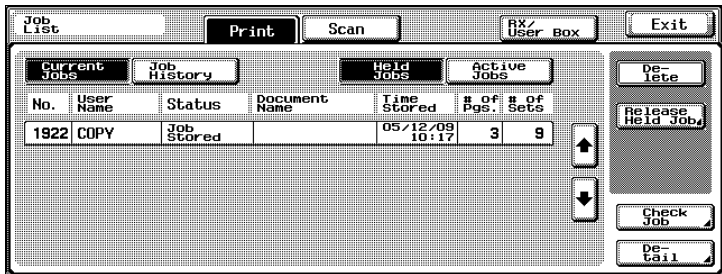 Job
List
Print
Scan
RX/
User Box
Exit
Current
Jobs
Job
History
Held
Jobs
Active
Jobs
De-
lete
No. User Name Status Document Name Time Stored # of Pgs. # of Sets
1922 COPY Job Stored 05/12/09 10:17 3 9
Release
Held Job
Check
Job
De-
tail